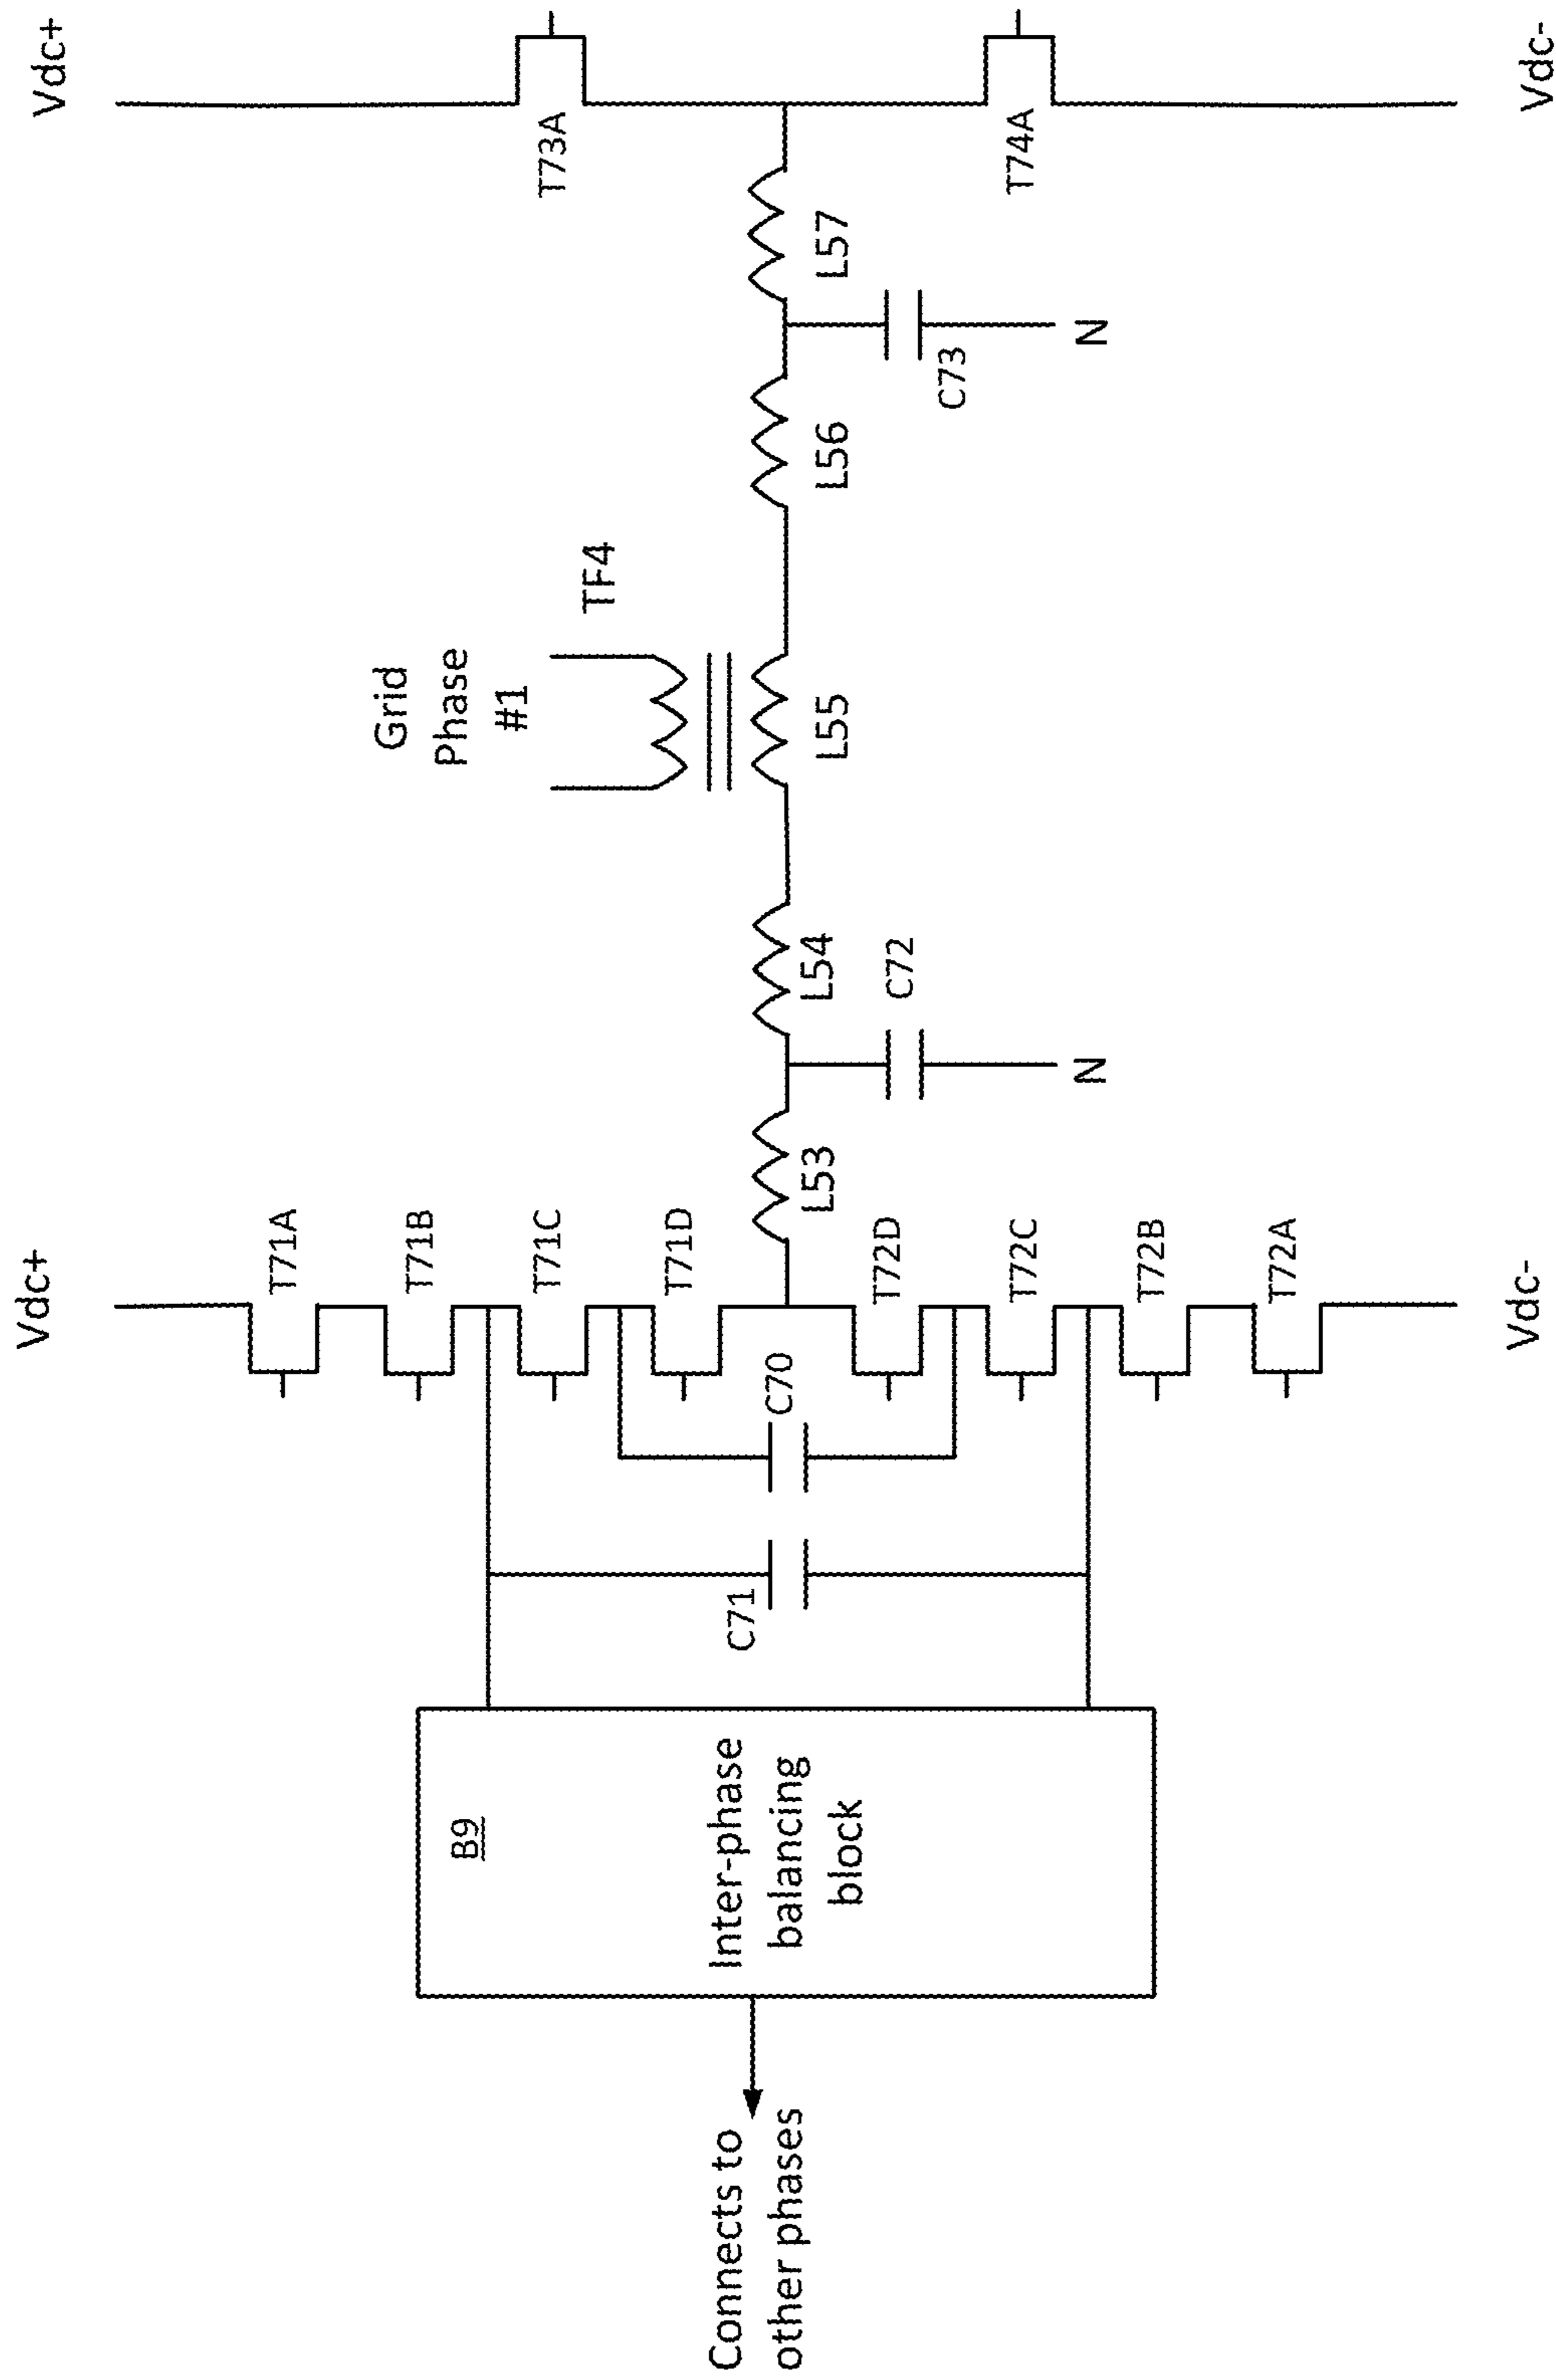 Vdc+
Vdc+
T71A
T71B
T71C
T71D
T72D
T72C
T72B
T72A
Vdc-
Vdc-
Grid
Phase
#1
TF4
T73A
T74A
L53
L54
L55
L56
L57
C70
C71
C72
C73
N
N
B9
Inter-phase
balancing
block
Connects to
other phases